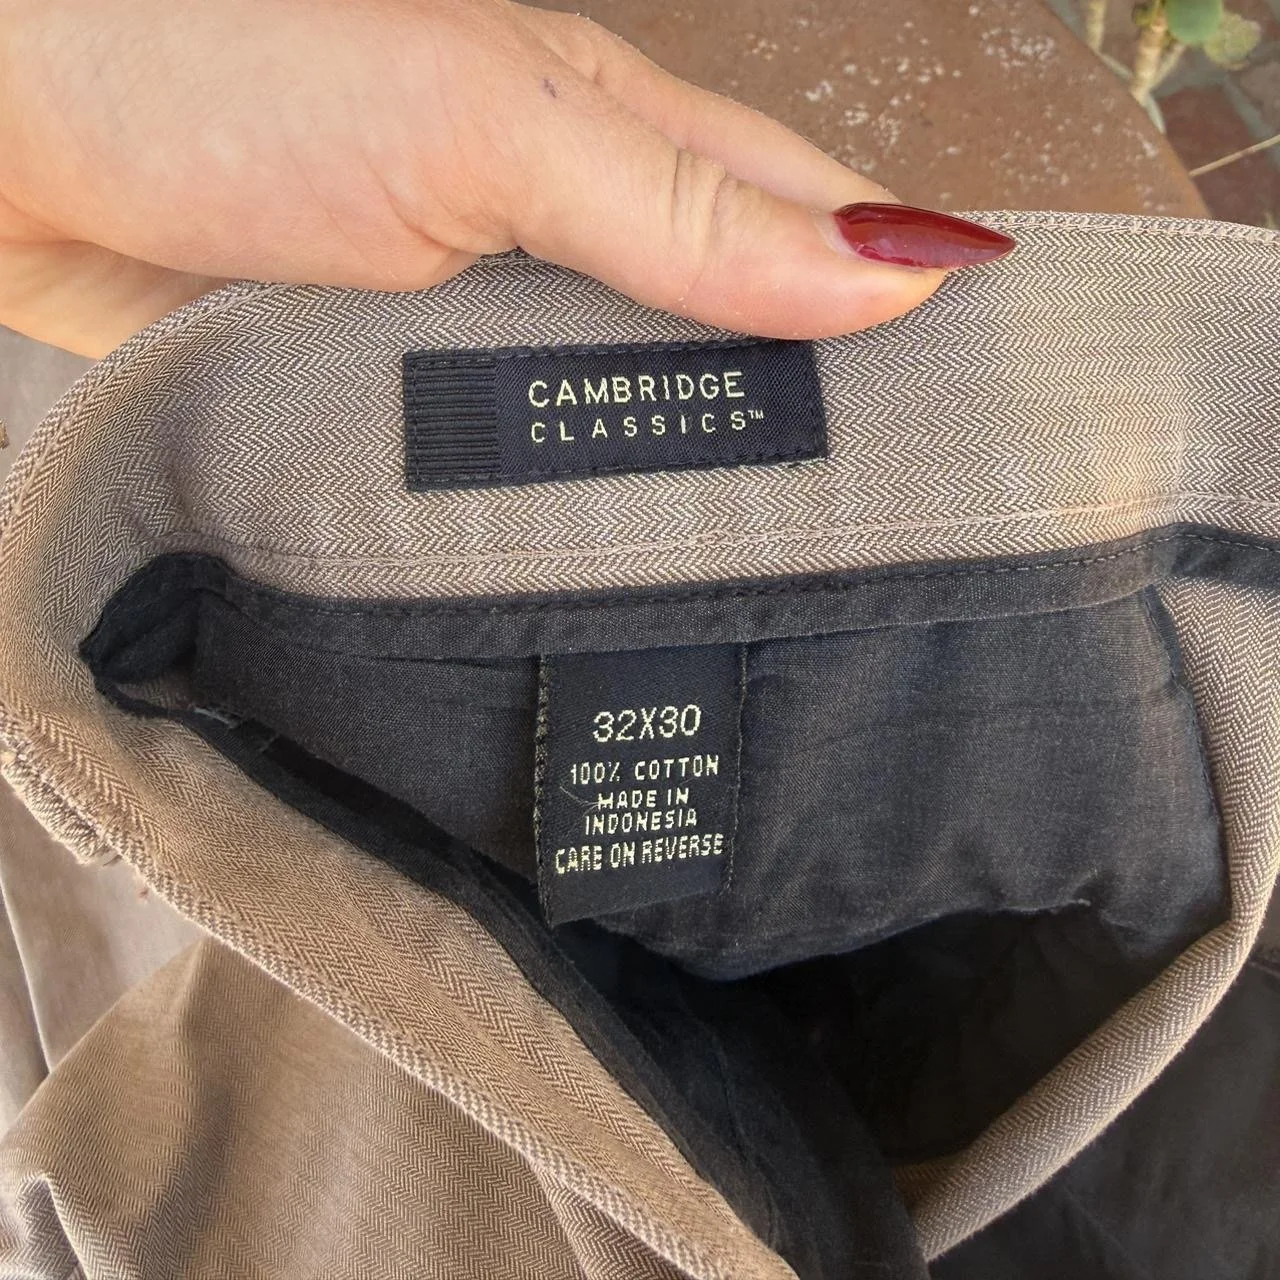 CAMBRIDGE
CLASSICS™
32X30
100% COTTON
MADE IN
INDONESIA
CARE ON REVERSE